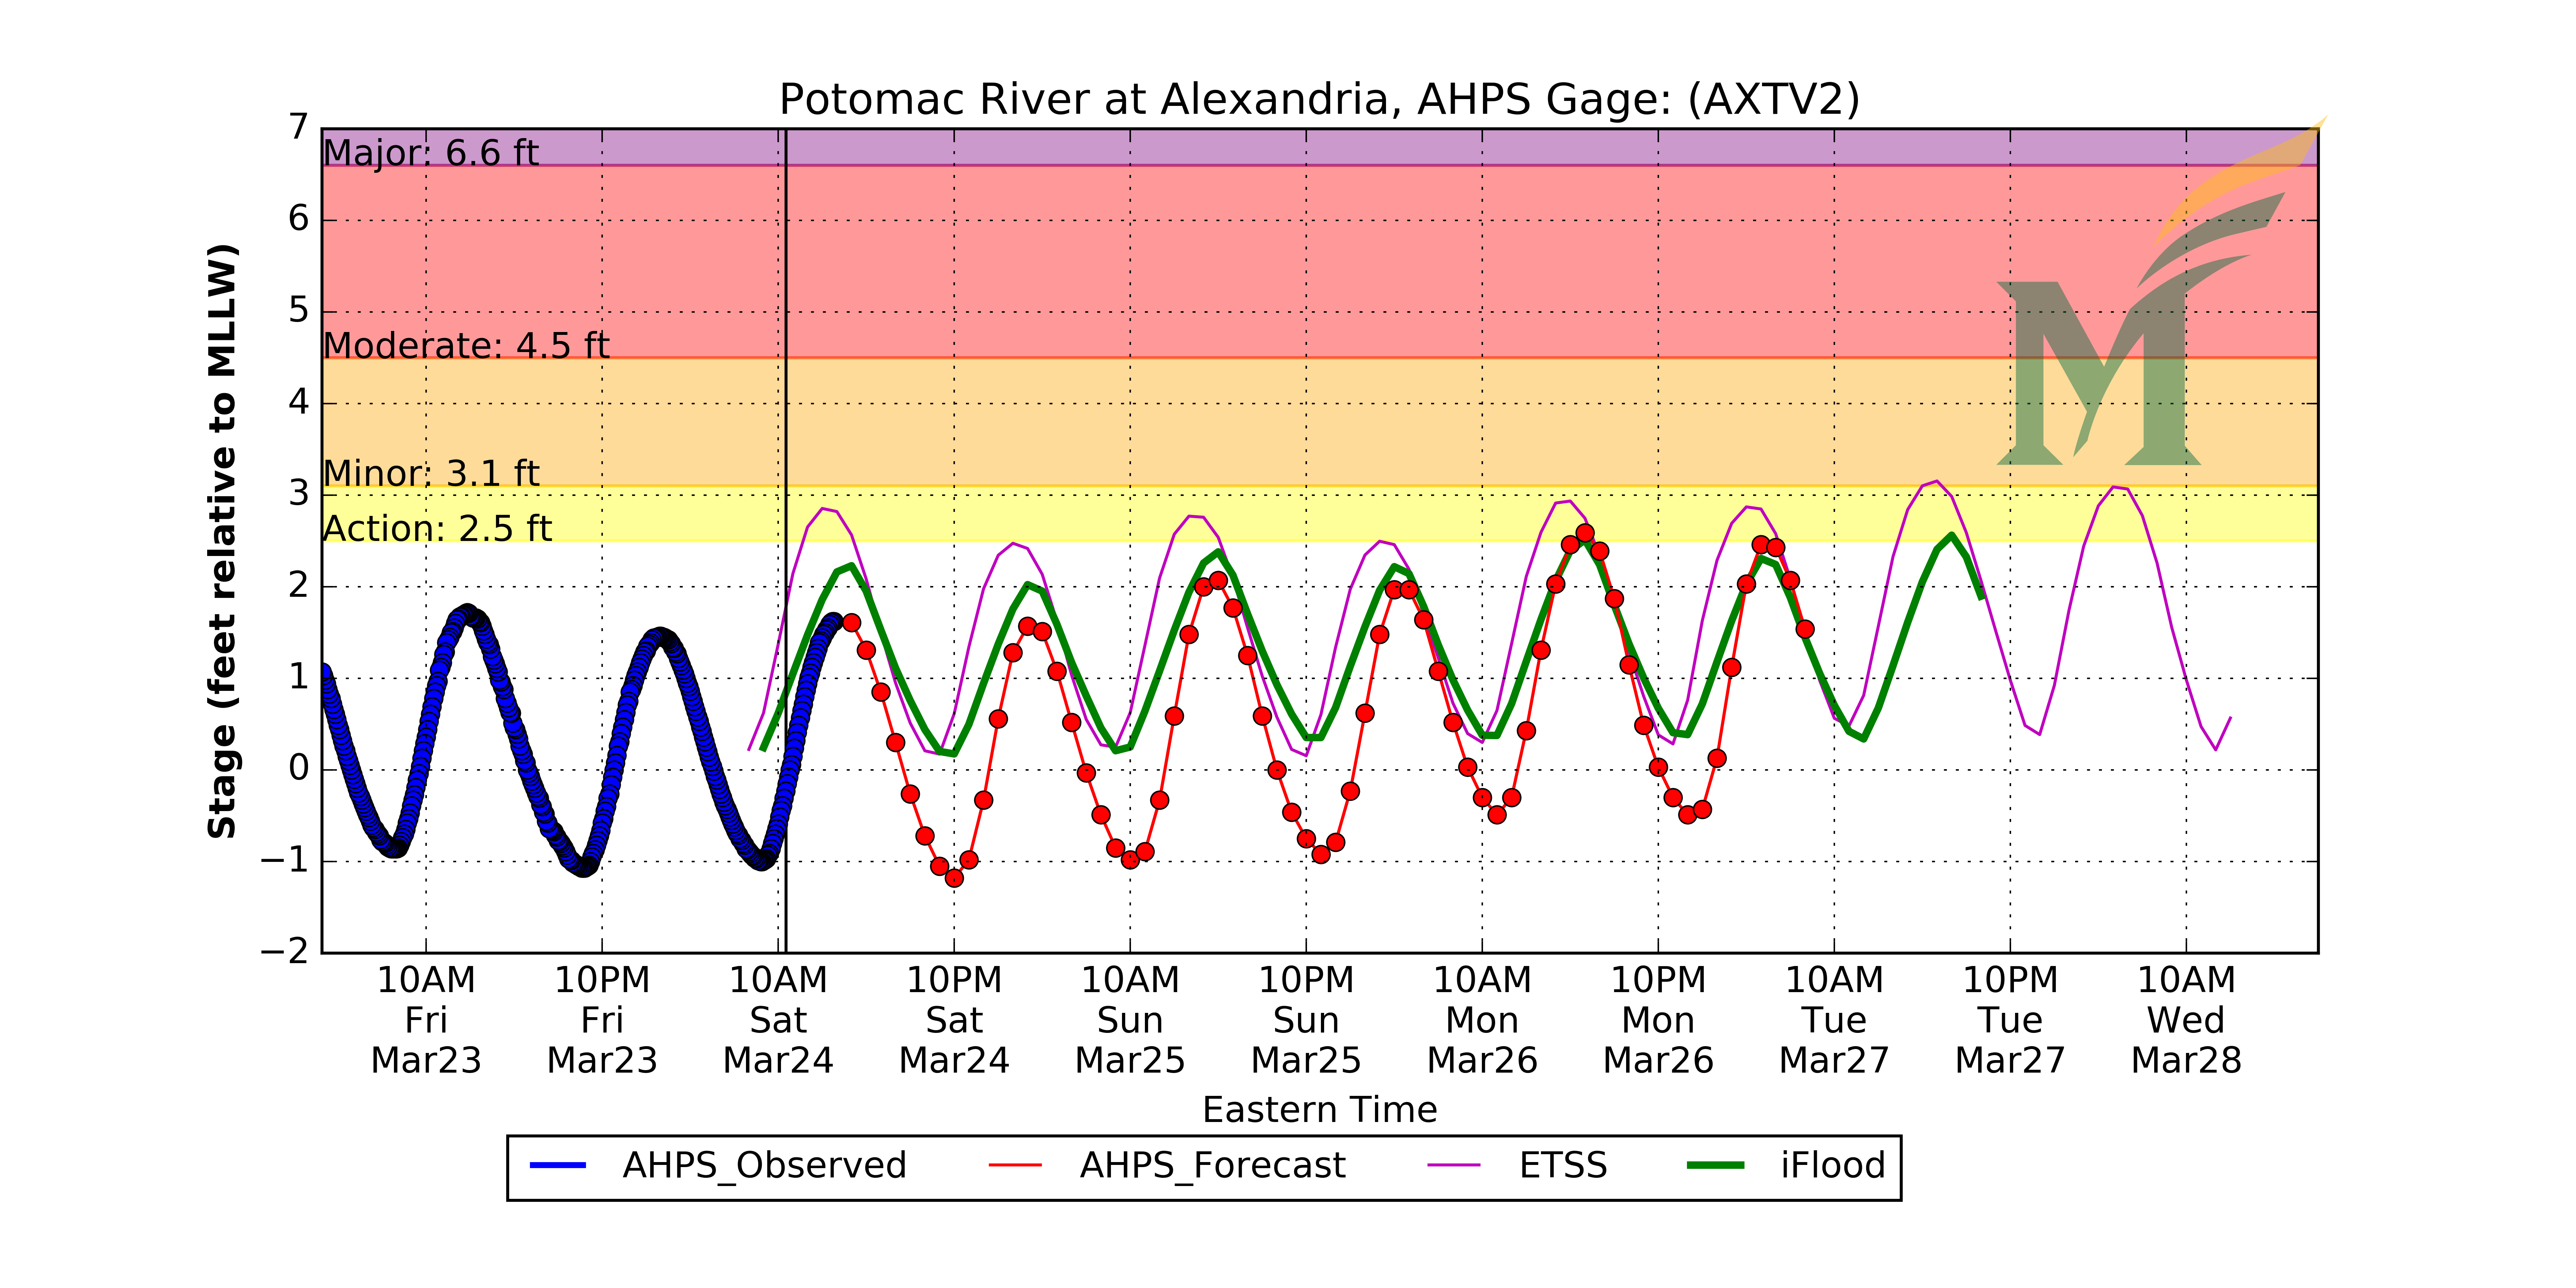 Potomac River at Alexandria, AHPS Gage: (AXTV2)
Stage (feet relative to MLLW)
7
6
5
4
3
2
1
0
−1
−2
Major: 6.6 ft
Moderate: 4.5 ft
Minor: 3.1 ft
Action: 2.5 ft
M
10AM 10PM 10AM 10PM 10AM 10PM 10AM 10PM 10AM 10PM 10AM
Fri Fri Sat Sat Sun Sun Mon Mon Tue Tue Wed
Mar23 Mar23 Mar24 Mar24 Mar25 Mar25 Mar26 Mar26 Mar27 Mar27 Mar28
Eastern Time
AHPS_Observed AHPS_Forecast ETSS iFlood